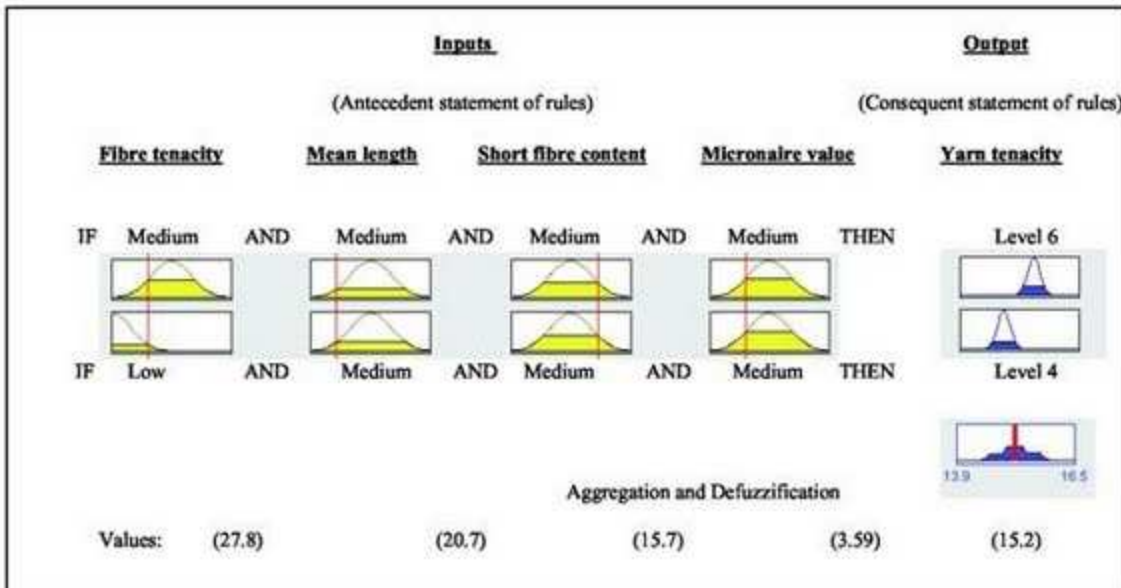 Inputs Output
(Antecedent statement of rules) (Consequent statement of rules)
Fibre tenacity Mean length Short fibre content Micronaire value Yarn tenacity
IF Medium AND Medium AND Medium AND Medium THEN Level 6
IF Low AND Medium AND Medium AND Medium THEN Level 4
13.9 16.5
Aggregation and Defuzzification
Values: (27.8) (20.7) (15.7) (3.59) (15.2)